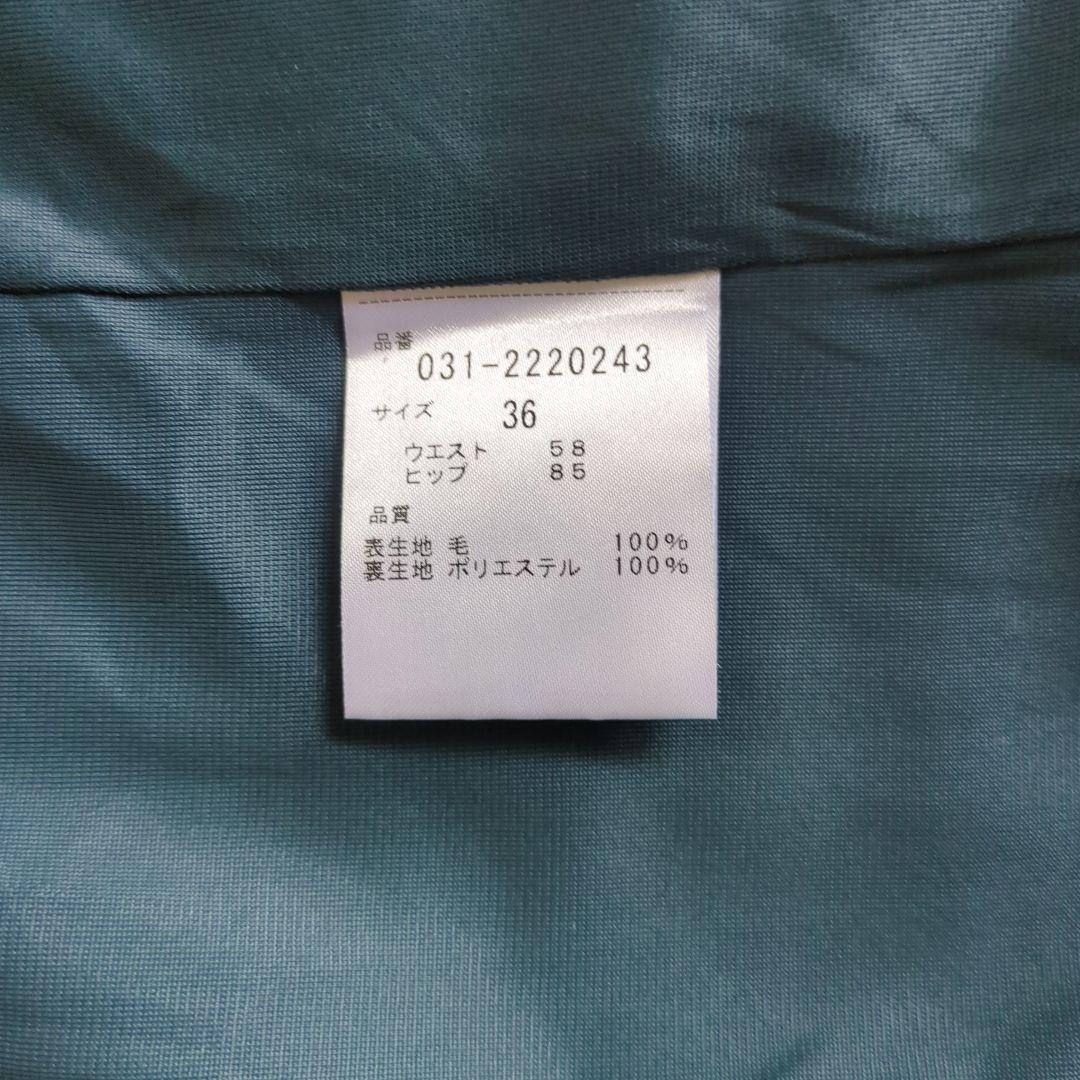 品番
031-2220243
サイズ 36
ウエスト 58
ヒップ 85
品質
表生地 毛 100%
裏生地 ポリエステル 100%